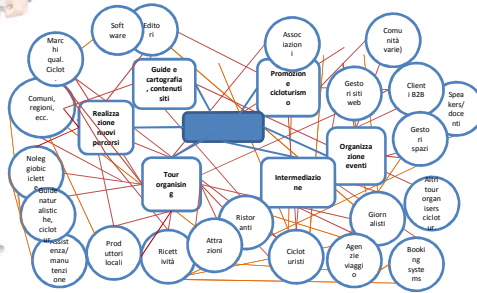 Soft
ware
Edito
ri
Marc
hi
qual.
Ciclot
Assoc
iazion
i
Comu
nità
varie)
Guide e
cartografia
, contenuti
siti
Promozion
e
cicloturism
o
Gesto
ri siti
web
Client
i B2B
Spea
kers/
doce
nti
Comuni,
regioni,
ecc.
Realizza
zione
nuovi
percorsi
Gesto
ri
spazi
Organizza
zione
eventi
Noleg
giobic
iclett
Tour
organisin
g
Intermediazio
ne
Guide
natur
alistic
he,
ciclot
ur.
Altri
tour
organ
isers
ciclot
ur.
Ristor
anti
Giorn
alisti
Assist
enza/
manu
tenzi
one
Prod
uttori
locali
Ricett
ività
Attra
zioni
Ciclot
uristi
Agen
zie
viaggi
o
Booki
ng
syste
ms